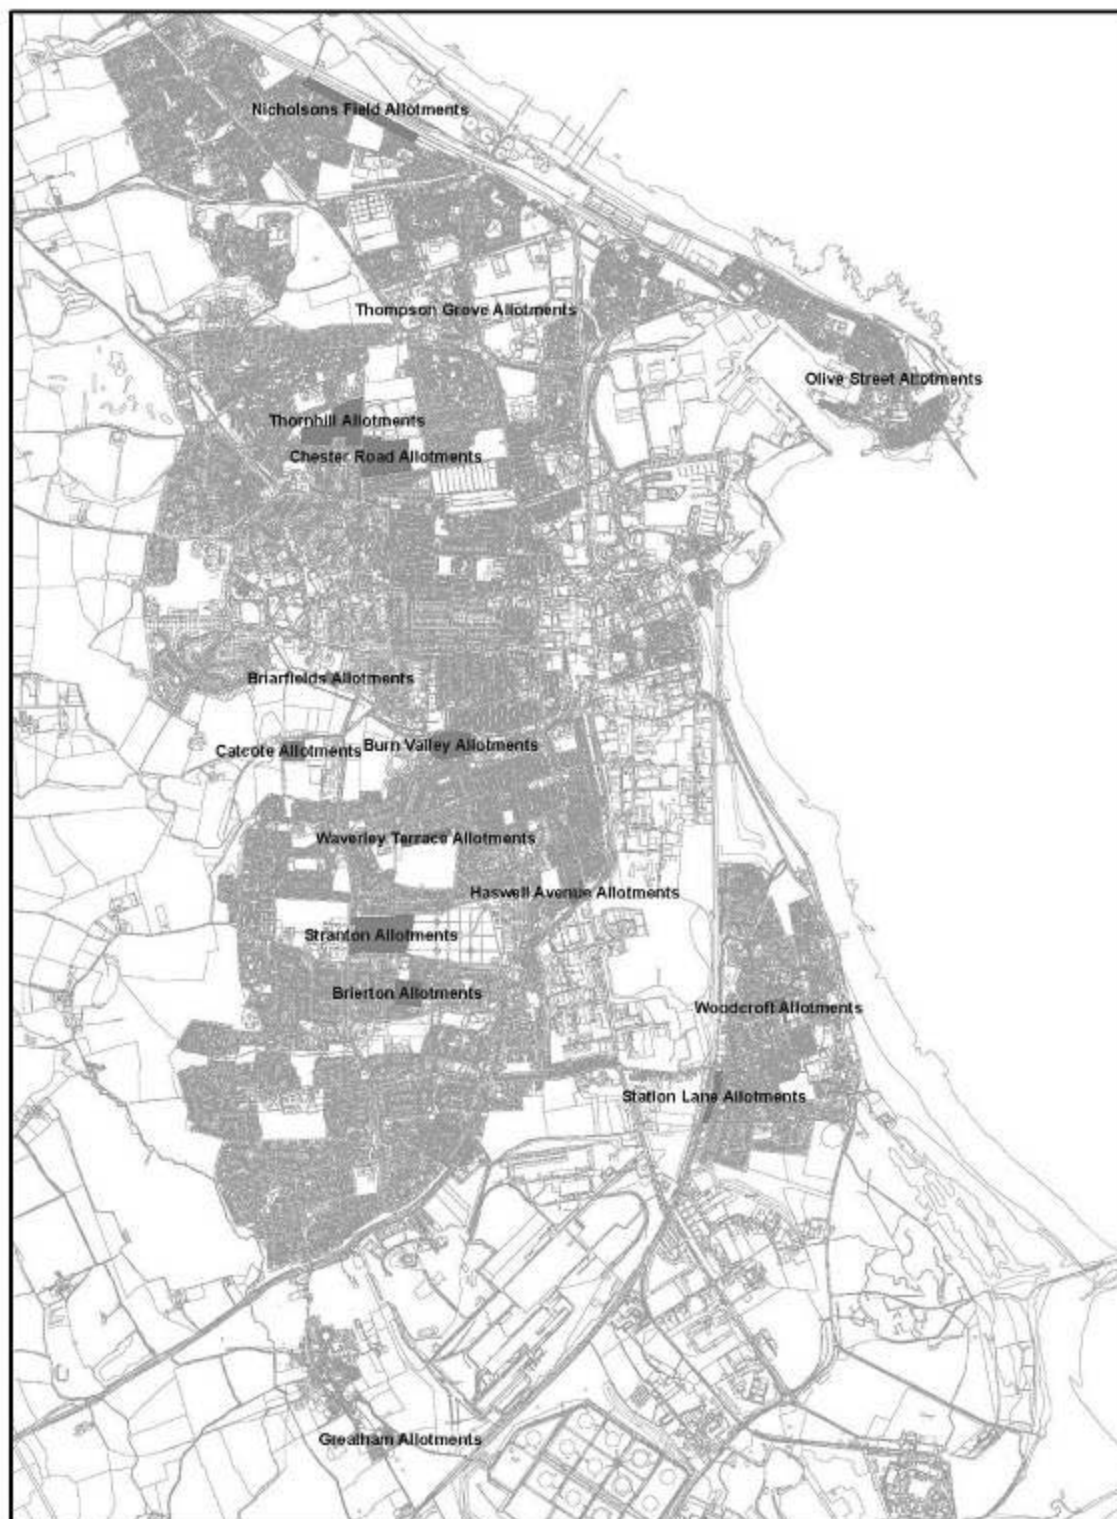 Nicholsons Field Allotments
Thompson Grove Allotments
Olive Street Allotments
Thornhill Allotments
Chester Road Allotments
Briarfields Allotments
Catcote Allotments
Burn Valley Allotments
Waverley Terrace Allotments
Haswell Avenue Allotments
Stranton Allotments
Brierton Allotments
Woodcroft Allotments
Station Lane Allotments
Greatham Allotments